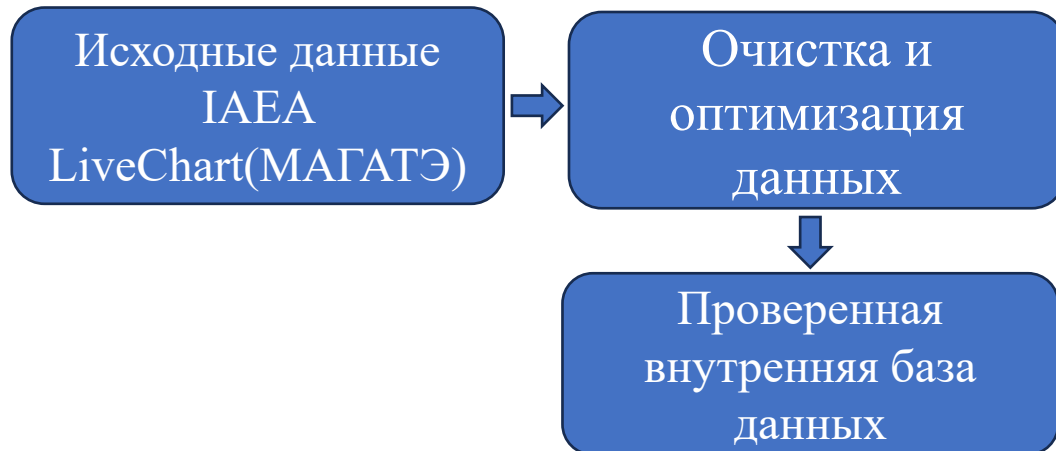 Исходные данные
IAEA
LiveChart(МАГАТЭ)
Очистка и
оптимизация
данных
Проверенная
внутренняя база
данных